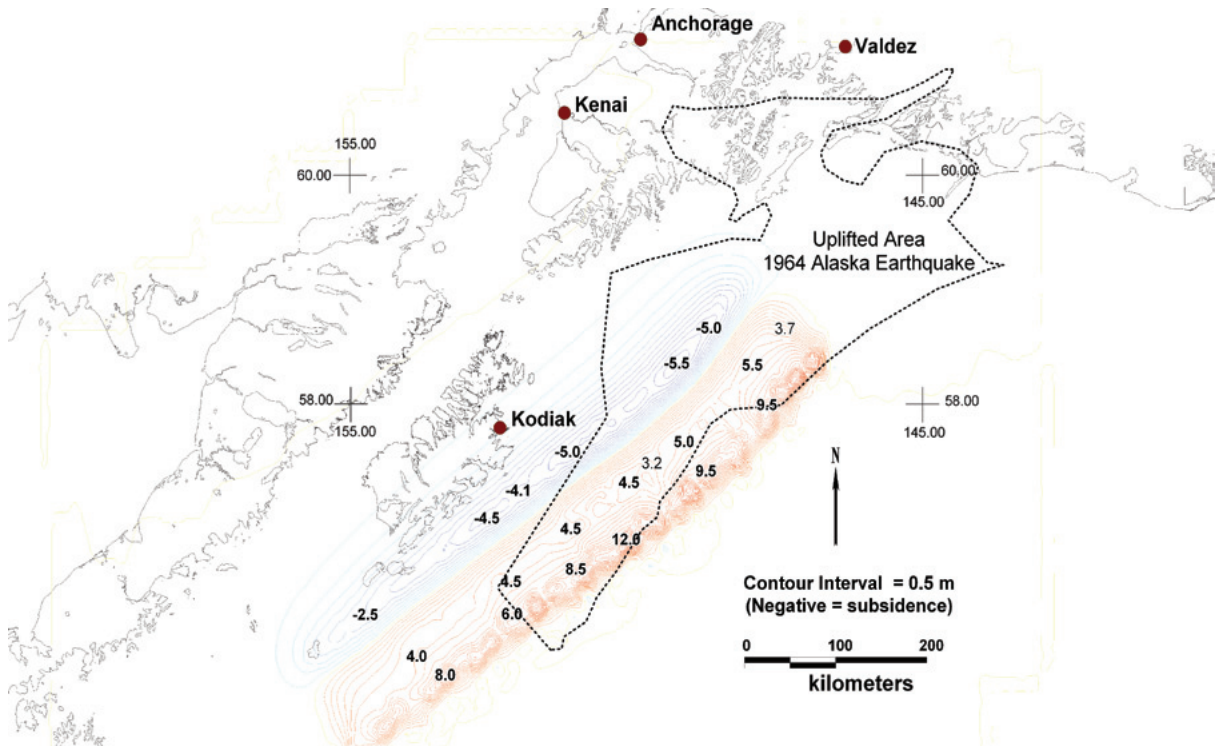 Anchorage
Valdez
Kenai
155.00
60.00
60.00
145.00
Uplifted Area
1964 Alaska Earthquake
-5.0
3.7
-5.5
5.5
58.00
155.00
9.5
58.00
145.00
Kodiak
5.0
-5.0
3.2
9.5
4.5
-4.1
N
-4.5
4.5
12.0
8.5
4.5
Contour Interval = 0.5 m
(Negative = subsidence)
-2.5
6.0
0 100 200
4.0
8.0
kilometers